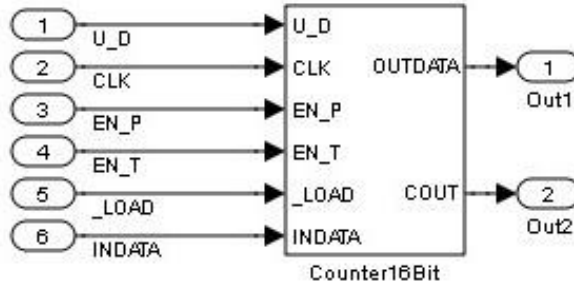 1 U_D U_D
2 CLK CLK OUTDATA 1 Out1
3 EN_P EN_P
4 EN_T EN_T
5 _LOAD _LOAD COUT 2 Out2
6 INDATA INDATA
Counter16Bit